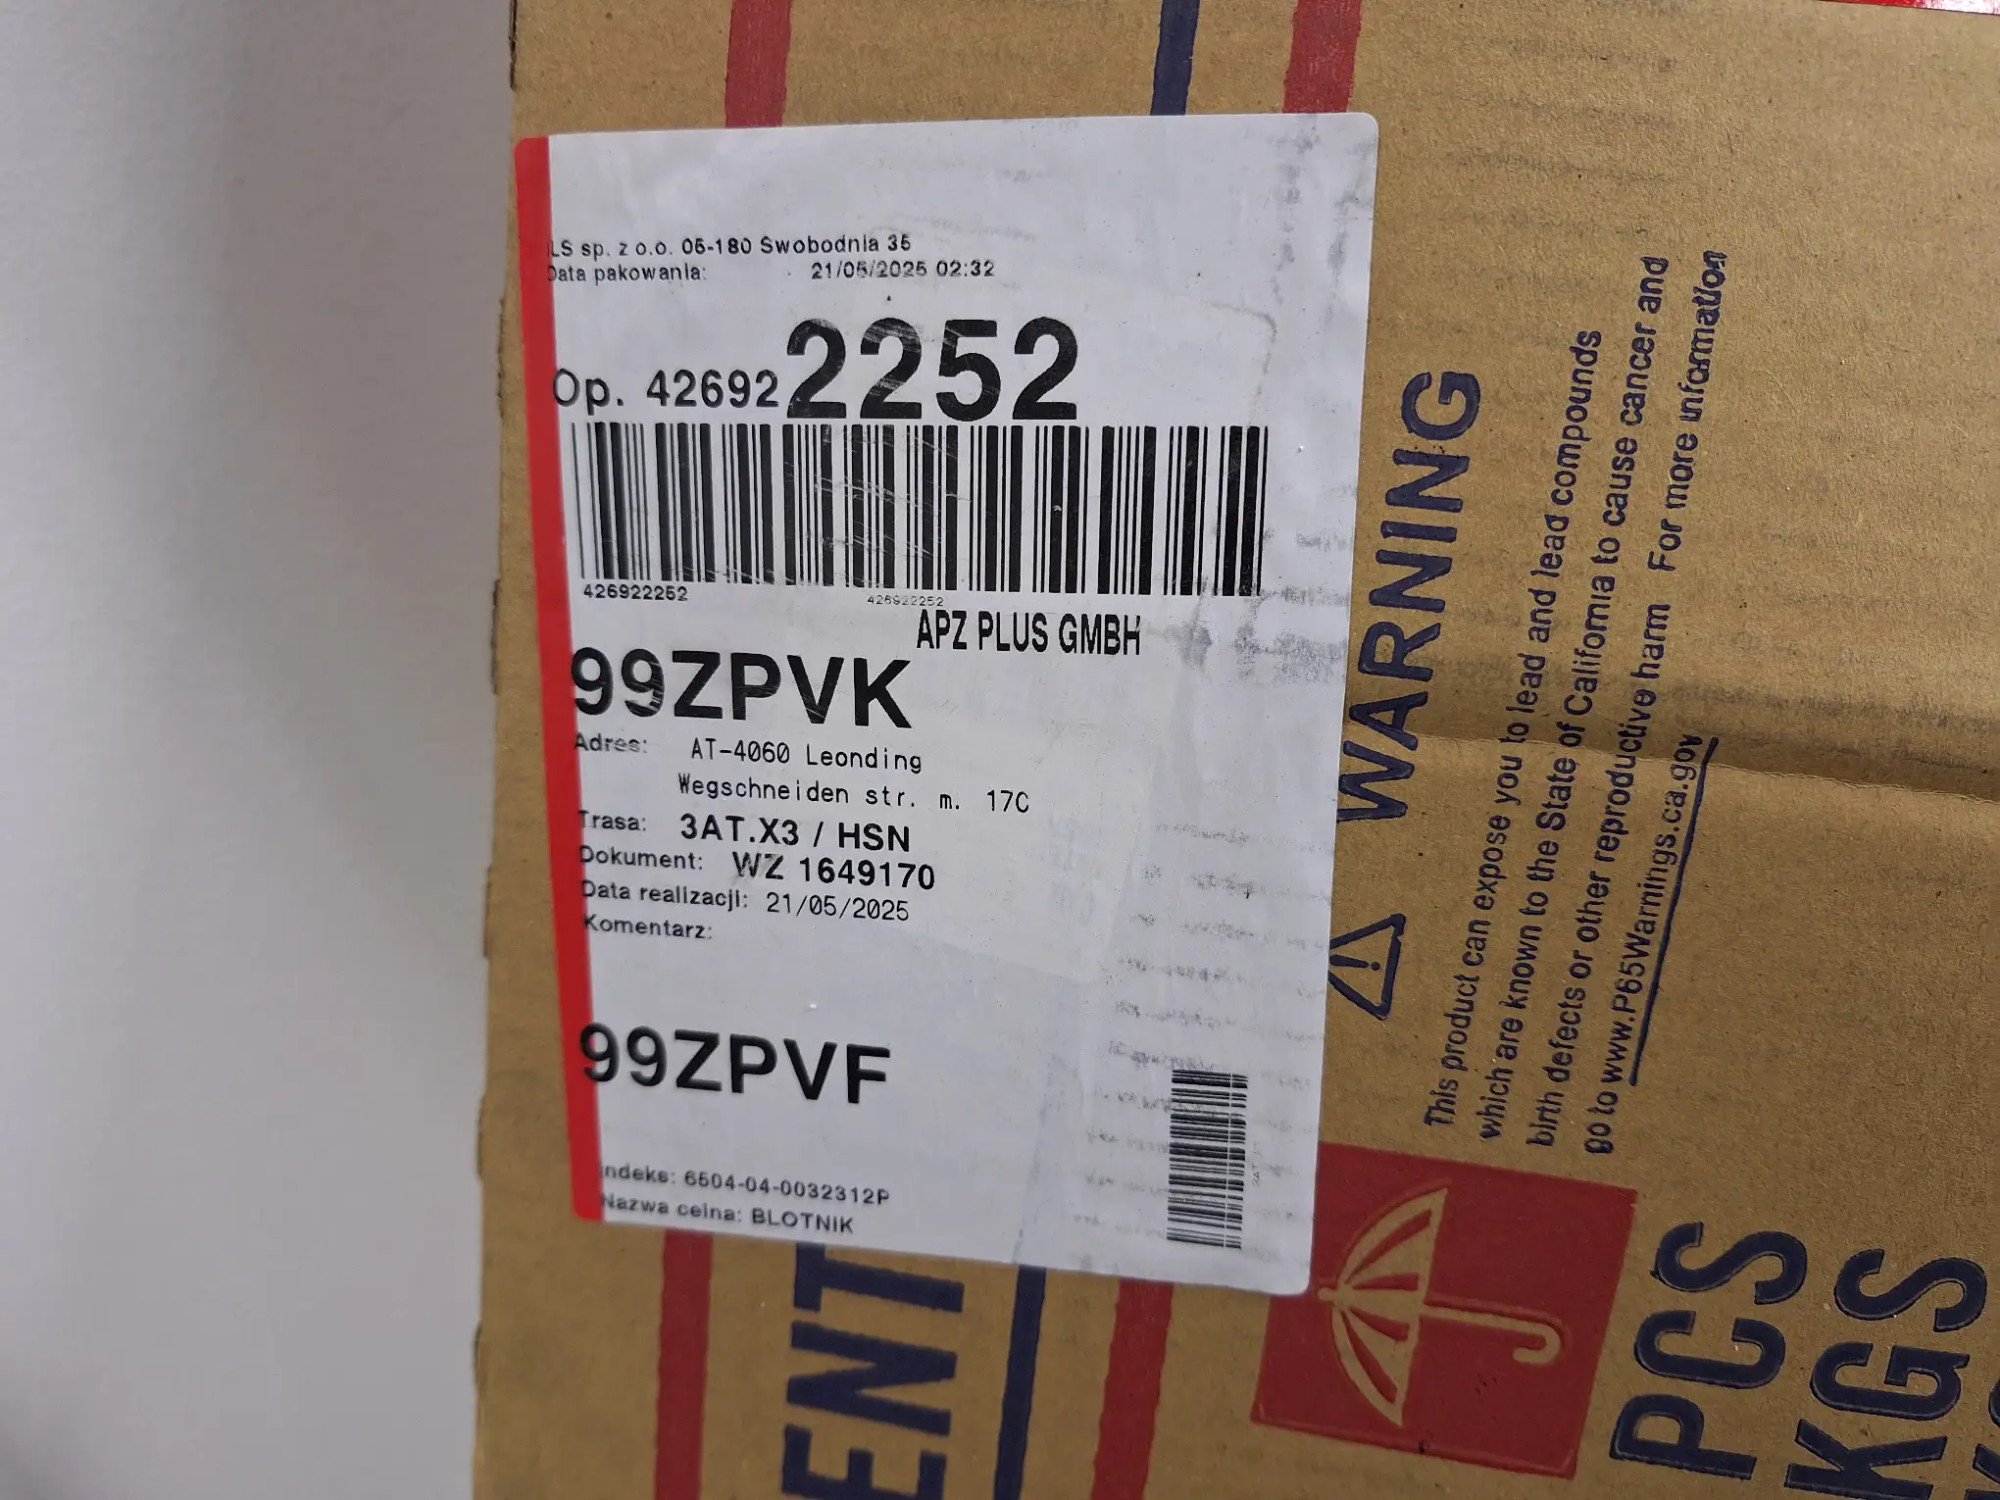 ILS sp. z o.o. 05-180 Swobodnia 35
Data pakowania: 21/05/2025 02:32
Op. 426922252
426922252
426922252
APZ PLUS GMBH
99ZPVK
Adres: AT-4060 Leonding
Wegschneiden str. m. 17C
Trasa: 3AT.X3 / HSN
Dokument: WZ 1649170
Data realizacji: 21/05/2025
Komentarz:
99ZPVF
Indeks: 6504-04-0032312P
Nazwa celna: BLOTNIK
WARNING
This product can expose you to lead and lead compounds
which are known to the State of California to cause cancer and
birth defects or other reproductive harm For more information
go to www.P65Warnings.ca.gov
ENT
PCS
KGS